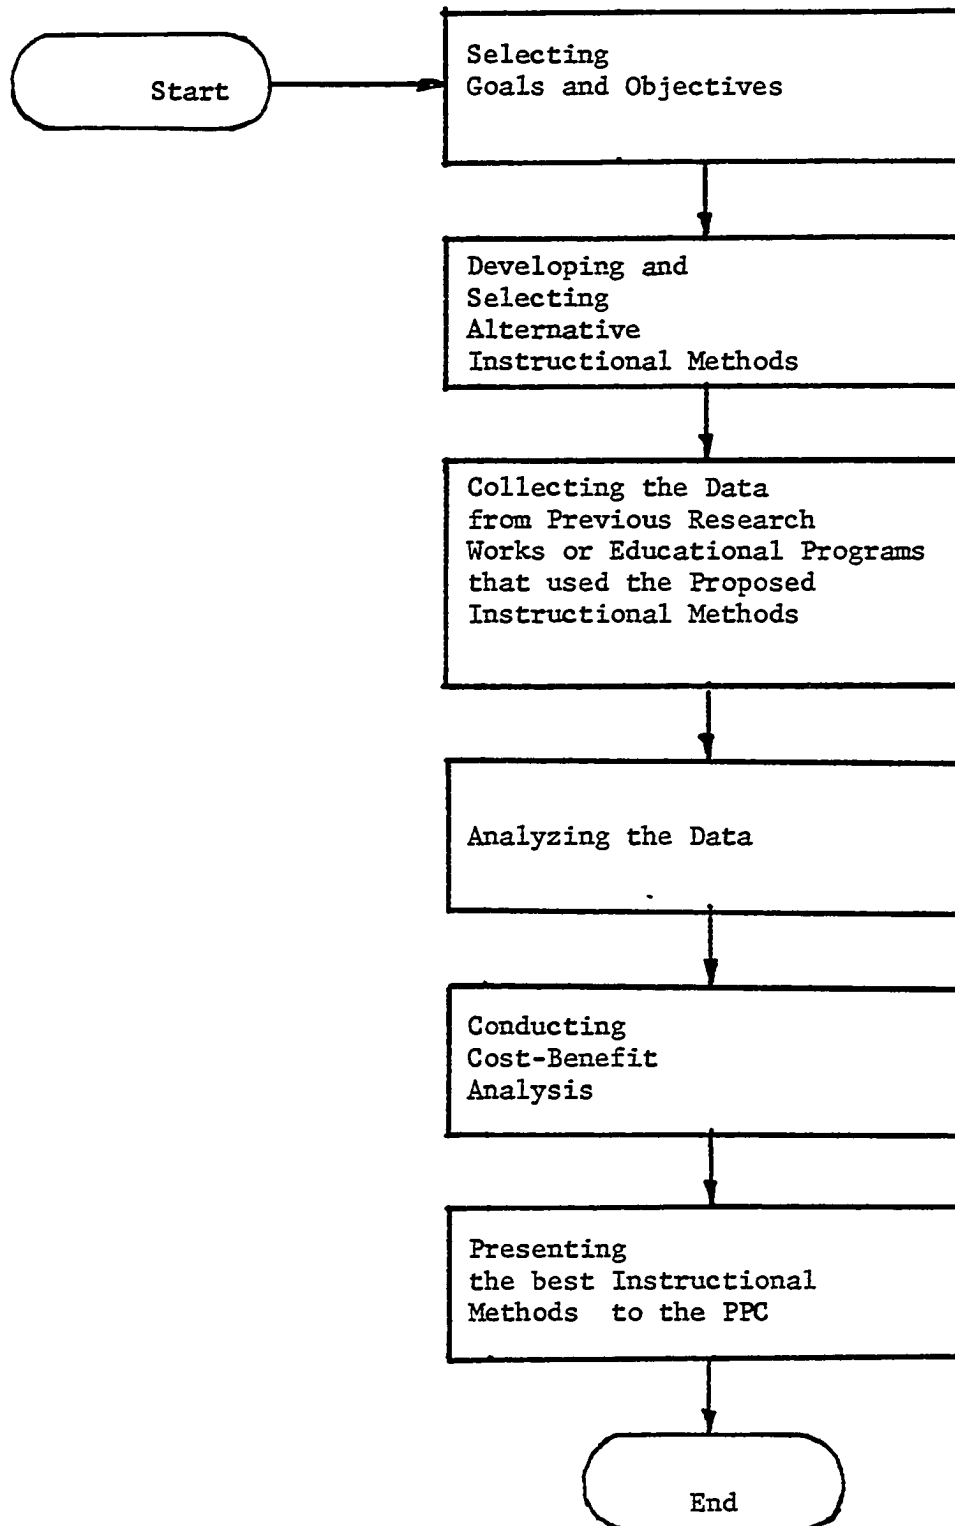 Start
Selecting
Goals and Objectives
Developing and
Selecting
Alternative
Instructional Methods
Collecting the Data
from Previous Research
Works or Educational Programs
that used the Proposed
Instructional Methods
Analyzing the Data
Conducting
Cost-Benefit
Analysis
Presenting
the best Instructional
Methods to the PPC
End